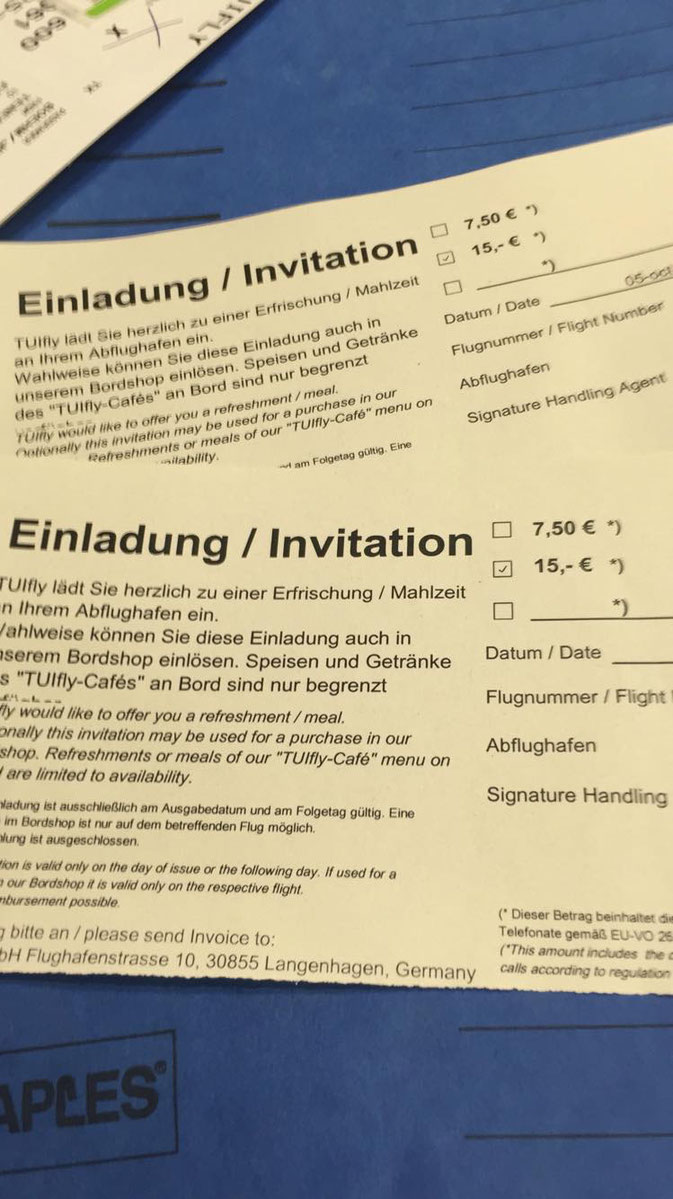 UIFLY
600
X
Einladung / Invitation
TUIfly lädt Sie herzlich zu einer Erfrischung / Mahlzeit
an Ihrem Abflughafen ein.
Wahlweise können Sie diese Einladung auch in
unserem Bordshop einlösen. Speisen und Getränke
des "TUIfly-Cafés" an Bord sind nur begrenzt
TUIfly would like to offer you a refreshment / meal.
Optionally this invitation may be used for a purchase in our
Refreshments or meals of our "TUIfly-Café" menu on
ailability.
am Folgetag gültig. Eine
7,50 € *)
15,- € *)
*)
Datum / Date 05-oct
Flugnummer / Flight Number
Abflughafen
Signature Handling Agent
Einladung / Invitation
TUIfly lädt Sie herzlich zu einer Erfrischung / Mahlzeit
n Ihrem Abflughafen ein.
Wahlweise können Sie diese Einladung auch in
nserem Bordshop einlösen. Speisen und Getränke
s "TUIfly-Cafés" an Bord sind nur begrenzt
fly would like to offer you a refreshment / meal.
onally this invitation may be used for a purchase in our
shop. Refreshments or meals of our "TUIfly-Café" menu on
d are limited to availability.
nladung ist ausschließlich am Ausgabedatum und am Folgetag gültig. Eine
im Bordshop ist nur auf dem betreffenden Flug möglich.
hlung ist ausgeschlossen.
tion is valid only on the day of issue or the following day. If used for a
n our Bordshop it is valid only on the respective flight.
mbursement possible.
g bitte an / please send Invoice to:
bH Flughafenstrasse 10, 30855 Langenhagen, Germany
7,50 € *)
15,- € *)
*)
Datum / Date
Flugnummer / Flight
Abflughafen
Signature Handling
(* Dieser Betrag beinhaltet die
Telefonate gemäß EU-VO 26
(*This amount includes the c
calls according to regulation
APLES®